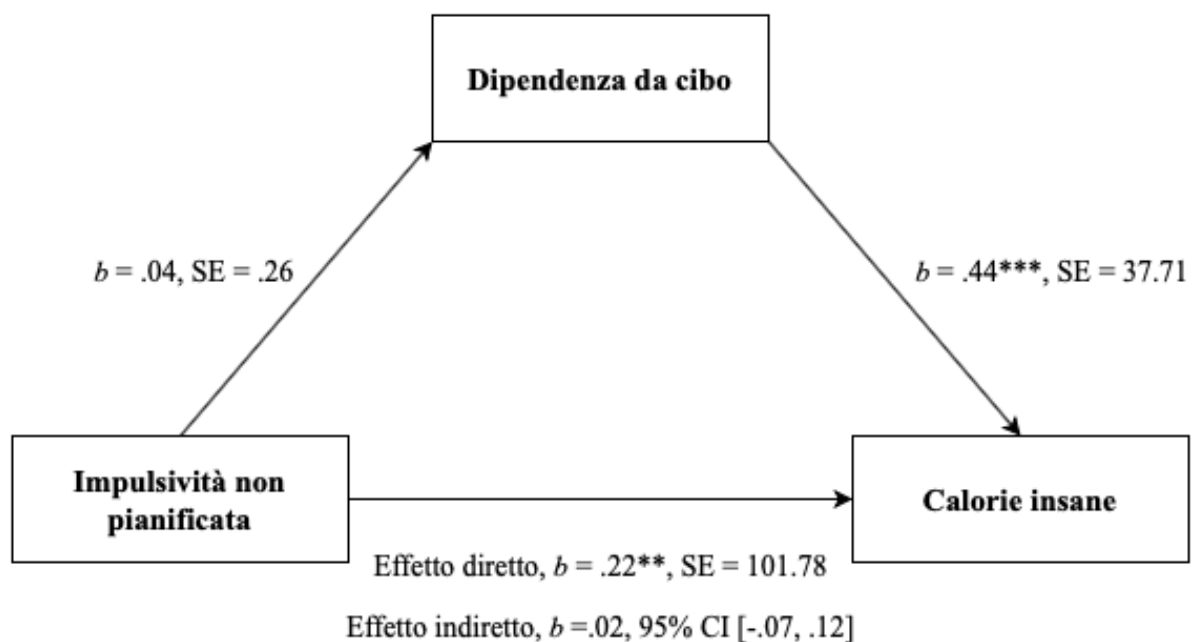 Dipendenza da cibo
b = .04, SE = .26
b = .44***, SE = 37.71
Impulsività non
pianificata
Calorie insane
Effetto diretto, b = .22**, SE = 101.78
Effetto indiretto, b =.02, 95% CI [-.07, .12]